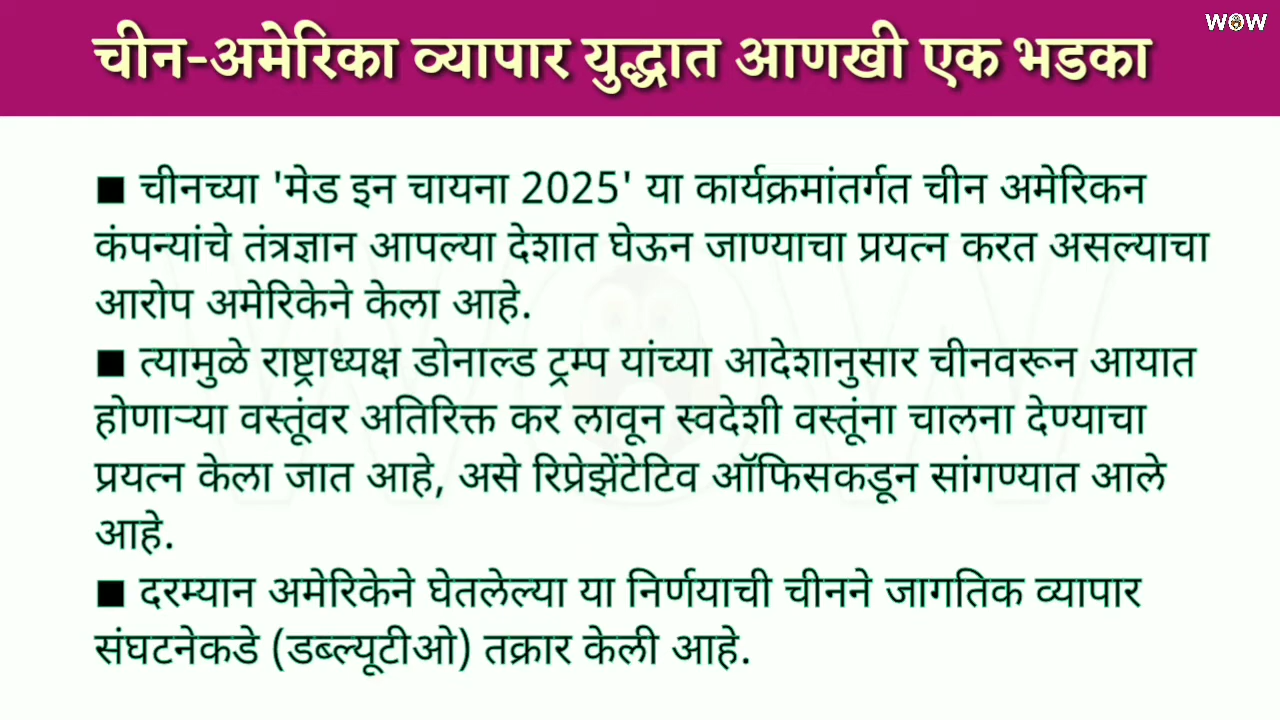 WOW
चीन-अमेरिका व्यापार युद्धात आणखी एक भडका
■ चीनच्या 'मेड इन चायना 2025' या कार्यक्रमांतर्गत चीन अमेरिकन
कंपन्यांचे तंत्रज्ञान आपल्या देशात घेऊन जाण्याचा प्रयत्न करत असल्याचा
आरोप अमेरिकेने केला आहे.
■ त्यामुळे राष्ट्राध्यक्ष डोनाल्ड ट्रम्प यांच्या आदेशानुसार चीनवरून आयात
होणाऱ्या वस्तूंवर अतिरिक्त कर लावून स्वदेशी वस्तूंना चालना देण्याचा
प्रयत्न केला जात आहे, असे रिप्रेझेंटेटिव ऑफिसकडून सांगण्यात आले
आहे.
■ दरम्यान अमेरिकेने घेतलेल्या या निर्णयाची चीनने जागतिक व्यापार
संघटनेकडे (डब्ल्यूटीओ) तक्रार केली आहे.